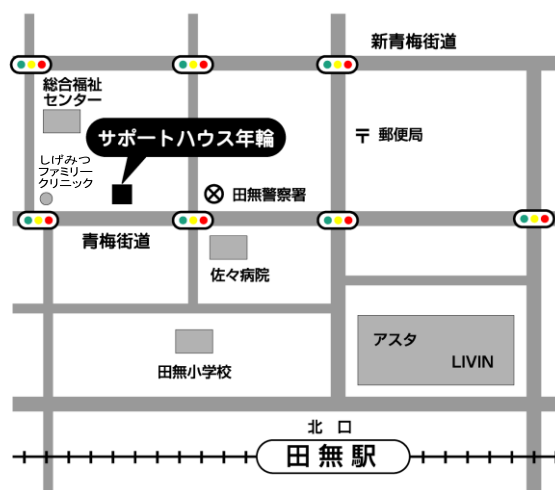 新青梅街道
総合福祉
センター
サポートハウス年輪
〒 郵便局
しげみつ
ファミリー
クリニック
田無警察署
青梅街道
佐々病院
アスタ
LIVIN
田無小学校
北口
田無駅